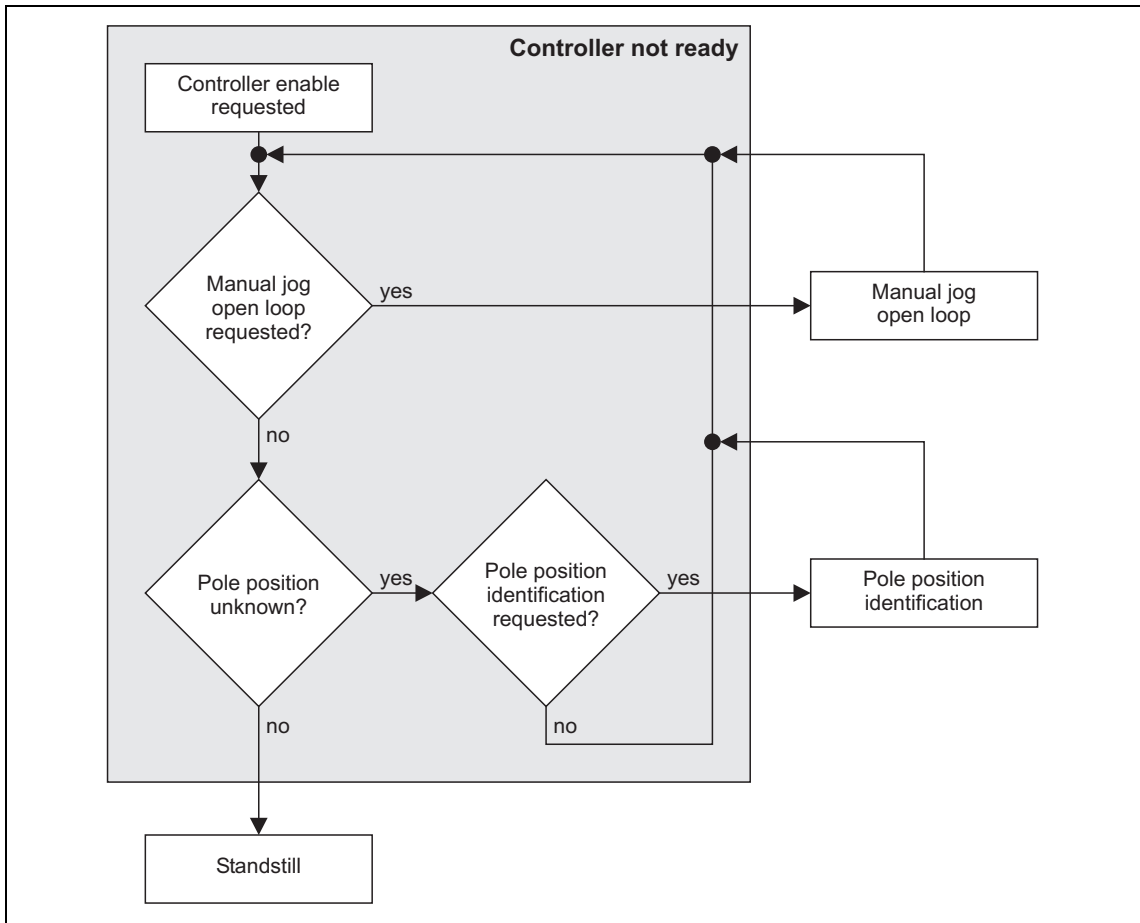 Controller not ready
Controller enable
requested
Manual jog
open loop
requested?
yes
Manual jog
open loop
no
Pole position
unknown?
yes
Pole position
identification
requested?
yes
Pole position
identification
no
no
Standstill